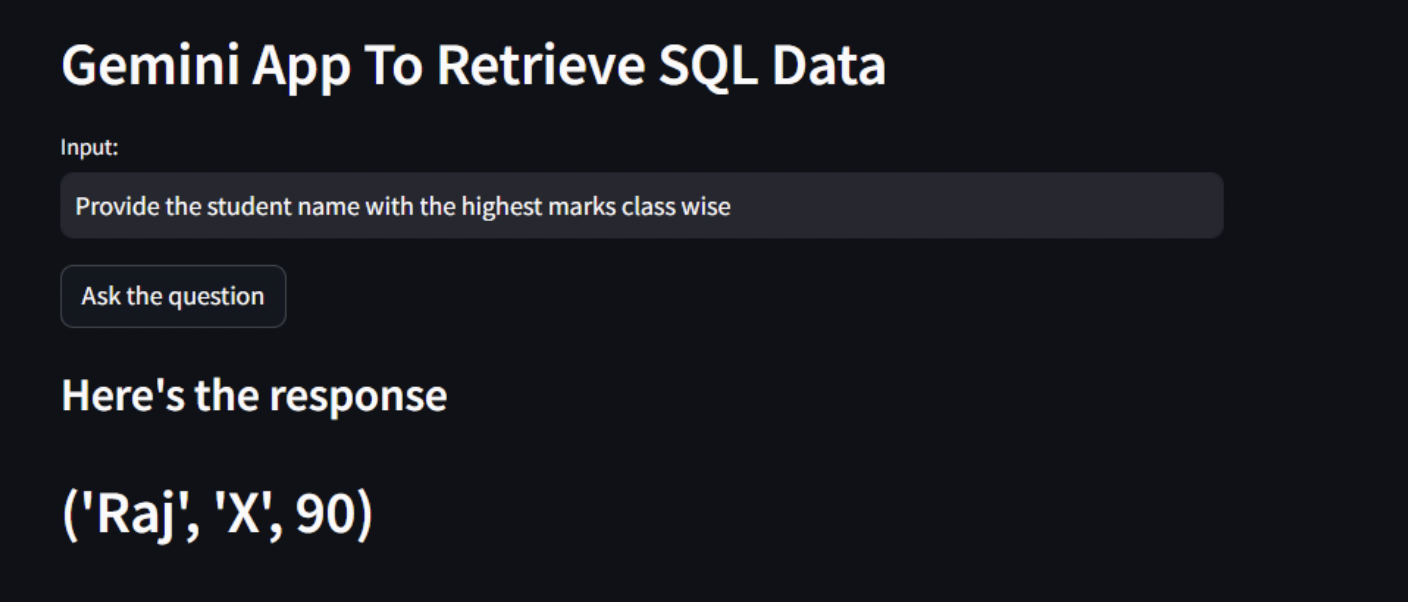 Gemini App To Retrieve SQL Data
Input:
Provide the student name with the highest marks class wise
Ask the question
Here's the response
('Raj', 'X', 90)